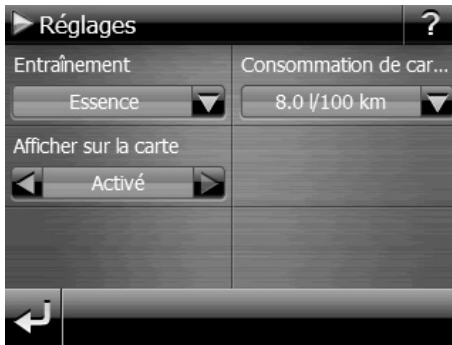 Réglages
?
Entraînement
Consommation de car...
Essence
8.0 l/100 km
Afficher sur la carte
Activé